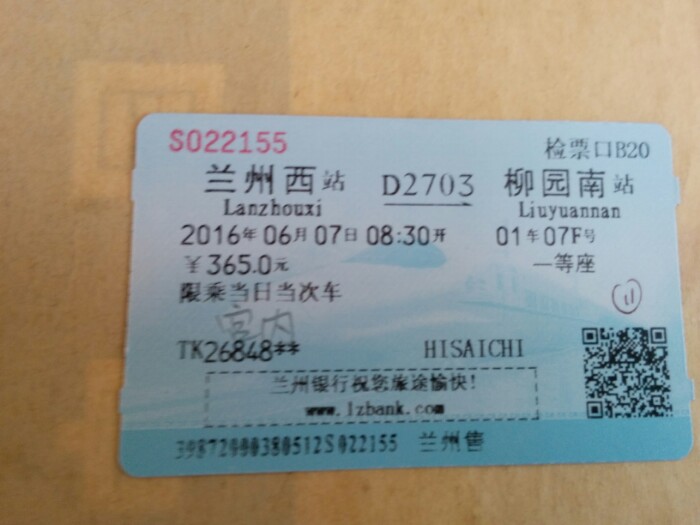 S022155
检票口B20
兰州西站 D2703 柳园南站
Lanzhouxi Liuyuannan
2016年06月07日08:30开 01车07F号
￥365.0元 一等座
限乘当日当次车
11
宮内
TK26848** HISAICHI
兰州银行祝您旅途愉快!
www.lzbank.com
39872000380512S022155 兰州售